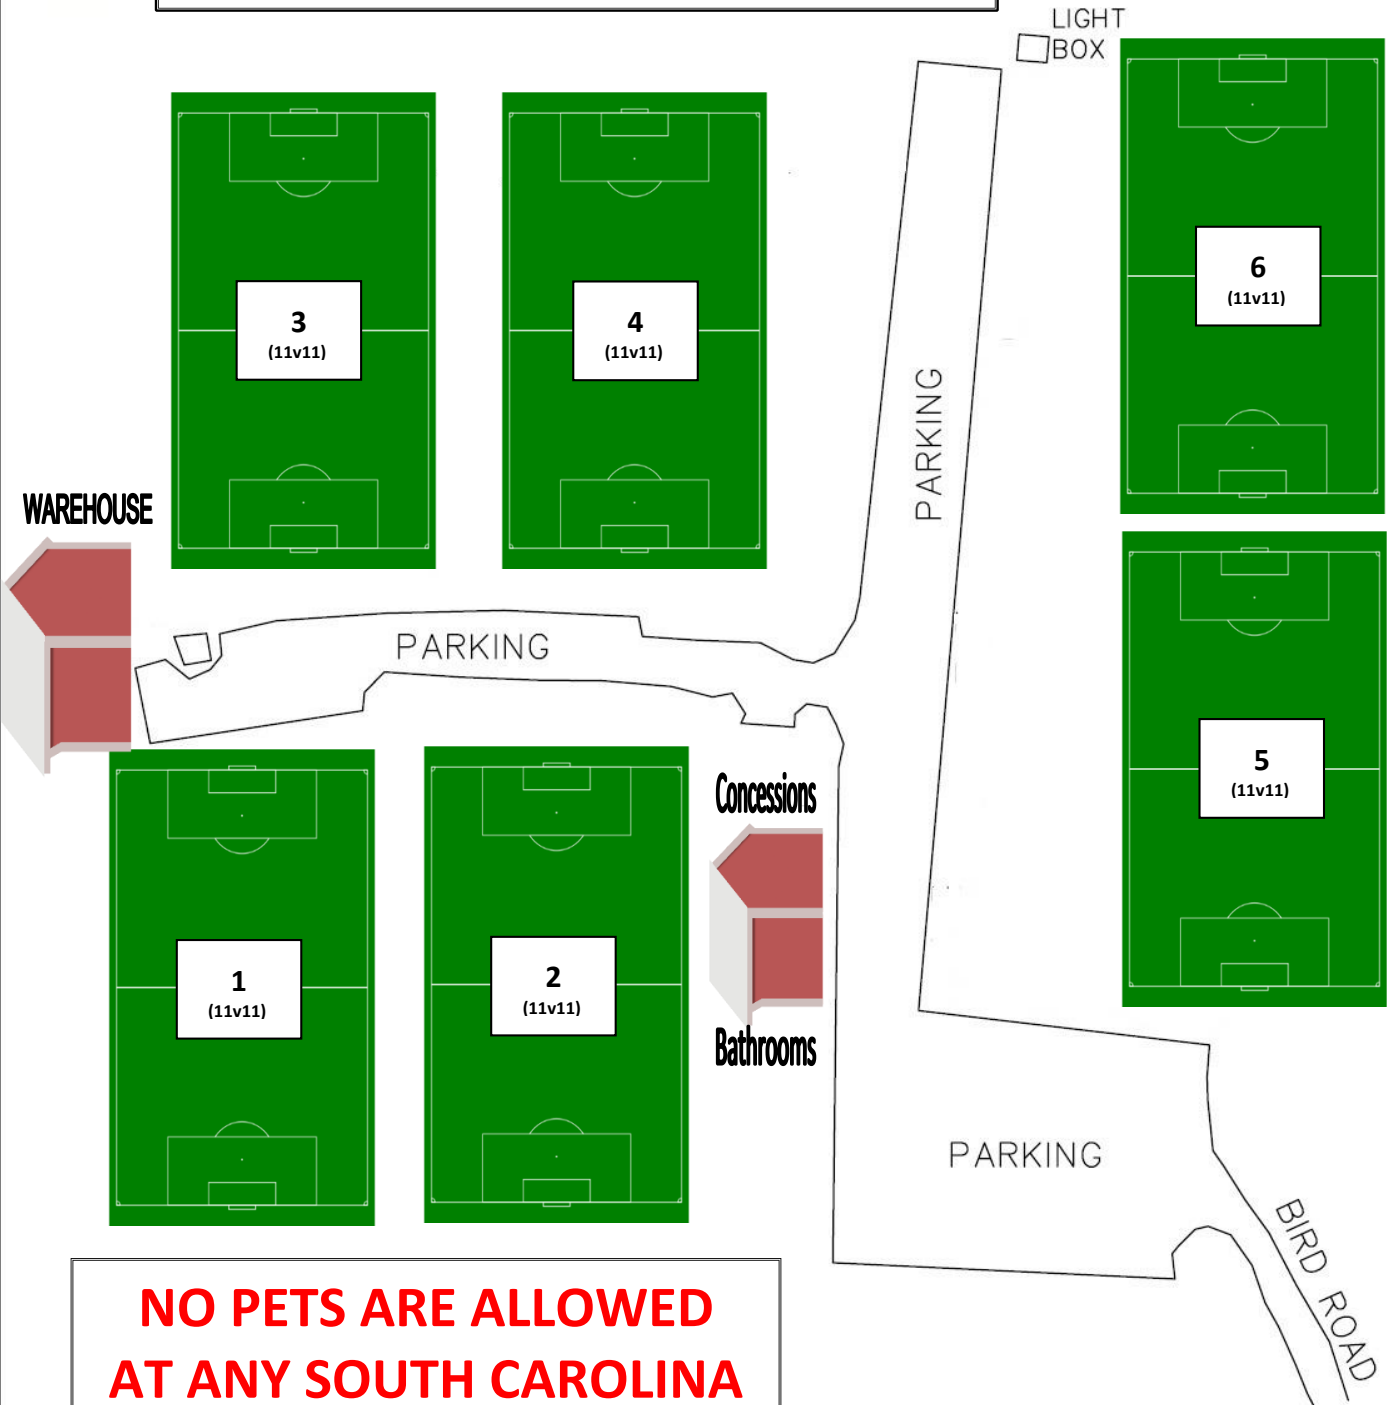 LIGHT
BOX
3
(11v11)
4
(11v11)
6
(11v11)
PARKING
WAREHOUSE
PARKING
5
(11v11)
Concessions
1
(11v11)
2
(11v11)
Bathrooms
PARKING
BIRD ROAD
NO PETS ARE ALLOWED
AT ANY SOUTH CAROLINA